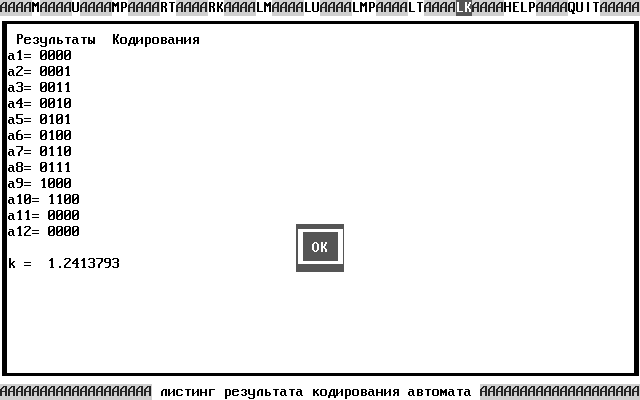 AAAAMAAAAUAAAAMPAAAARTAAAARKAAAALMAAAALUAAAALMPAAAALTAAAALKAAAAHELPAAAAQUITAAAAA
Результаты Кодирования
a1= 0000
a2= 0001
a3= 0011
a4= 0010
a5= 0101
a6= 0100
a7= 0110
a8= 0111
a9= 1000
a10= 1100
a11= 0000
a12= 0000
OK
k = 1.2413793
AAAAAAAAAAAAAAAAAAA листинг результата кодирования автомата AAAAAAAAAAAAAAAAAAAA